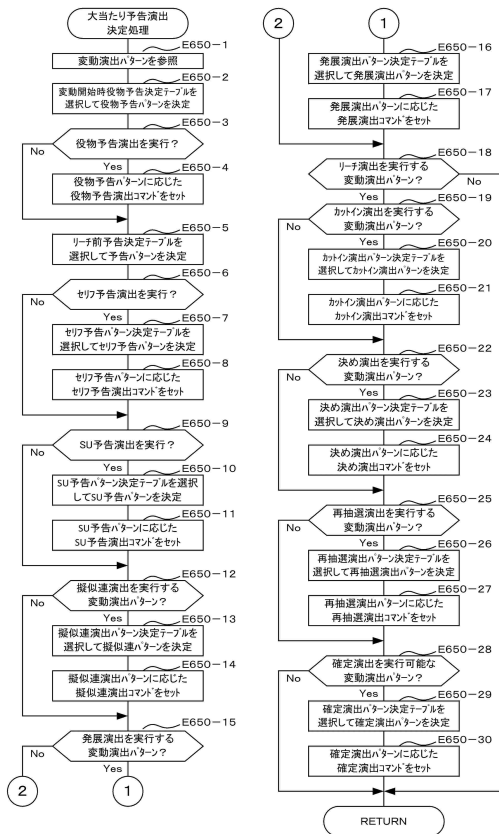 大当たり予告演出
決定処理
E650-1
変動演出パターンを参照
E650-2
変動開始時役物予告決定テーブルを
選択して役物予告パターンを決定
E650-3
役物予告演出を実行？
No
Yes
E650-4
役物予告パターンに応じた
役物予告演出コマンドをセット
E650-5
リーチ前予告決定テーブルを
選択して予告パターンを決定
E650-6
セリフ予告演出を実行？
No
Yes
E650-7
セリフ予告パターン決定テーブルを
選択してセリフ予告パターンを決定
E650-8
セリフ予告パターンに応じた
セリフ予告演出コマンドをセット
E650-9
SU予告演出を実行？
No
Yes
E650-10
SU予告パターン決定テーブルを選択
してSU予告パターンを決定
E650-11
SU予告パターンに応じた
SU予告演出コマンドをセット
E650-12
擬似連演出を実行する
変動演出パターン？
No
Yes
E650-13
擬似連演出パターン決定テーブルを
選択して擬似連パターンを決定
E650-14
擬似連演出パターンに応じた
擬似連演出コマンドをセット
E650-15
発展演出を実行する
変動演出パターン？
No
Yes
2
1
2
1
E650-16
発展演出パターン決定テーブルを
選択して発展演出パターンを決定
E650-17
発展演出パターンに応じた
発展演出コマンドをセット
E650-18
リーチ演出を実行する
変動演出パターン？
No
Yes
E650-19
カットイン演出を実行する
変動演出パターン？
No
Yes
E650-20
カットイン演出パターン決定テーブルを
選択してカットイン演出パターンを決定
E650-21
カットイン演出パターンに応じた
カットイン演出コマンドをセット
E650-22
決め演出を実行する
変動演出パターン？
No
Yes
E650-23
決め演出パターン決定テーブルを
選択して決め演出パターンを決定
E650-24
決め演出パターンに応じた
決め演出コマンドをセット
E650-25
再抽選演出を実行する
変動演出パターン？
No
Yes
E650-26
再抽選演出パターン決定テーブルを
選択して再抽選演出パターンを決定
E650-27
再抽選演出パターンに応じた
再抽選演出コマンドをセット
E650-28
確定演出を実行可能な
変動演出パターン？
No
Yes
E650-29
確定演出パターン決定テーブルを
選択して確定演出パターンを決定
E650-30
確定演出パターンに応じた
確定演出コマンドをセット
RETURN